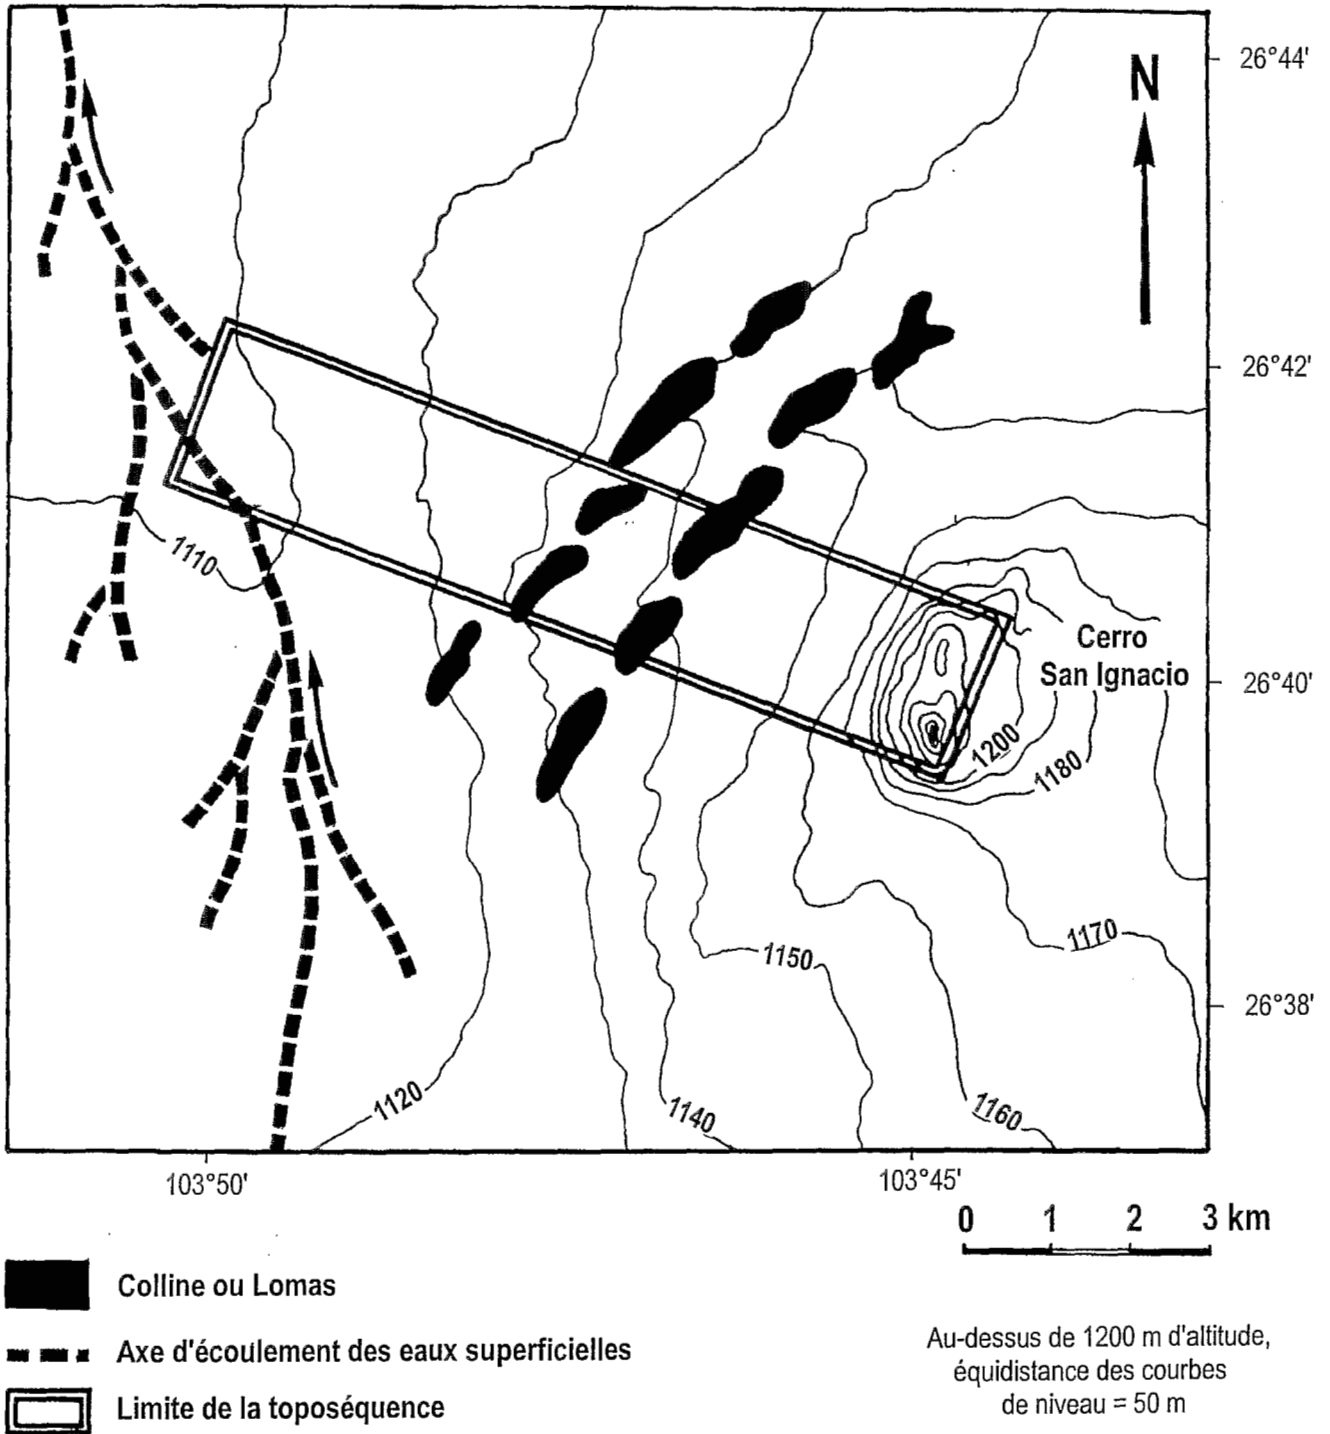 26°44'
N
26°42'
1110
Cerro
San Ignacio
26°40'
1200
1180
1170
1150
26°38'
1120
1140
1160
103°50'
103°45'
0 1 2 3 km
Colline ou Lomas
Axe d'écoulement des eaux superficielles
Limite de la toposéquence
Au-dessus de 1200 m d'altitude,
équidistance des courbes
de niveau = 50 m